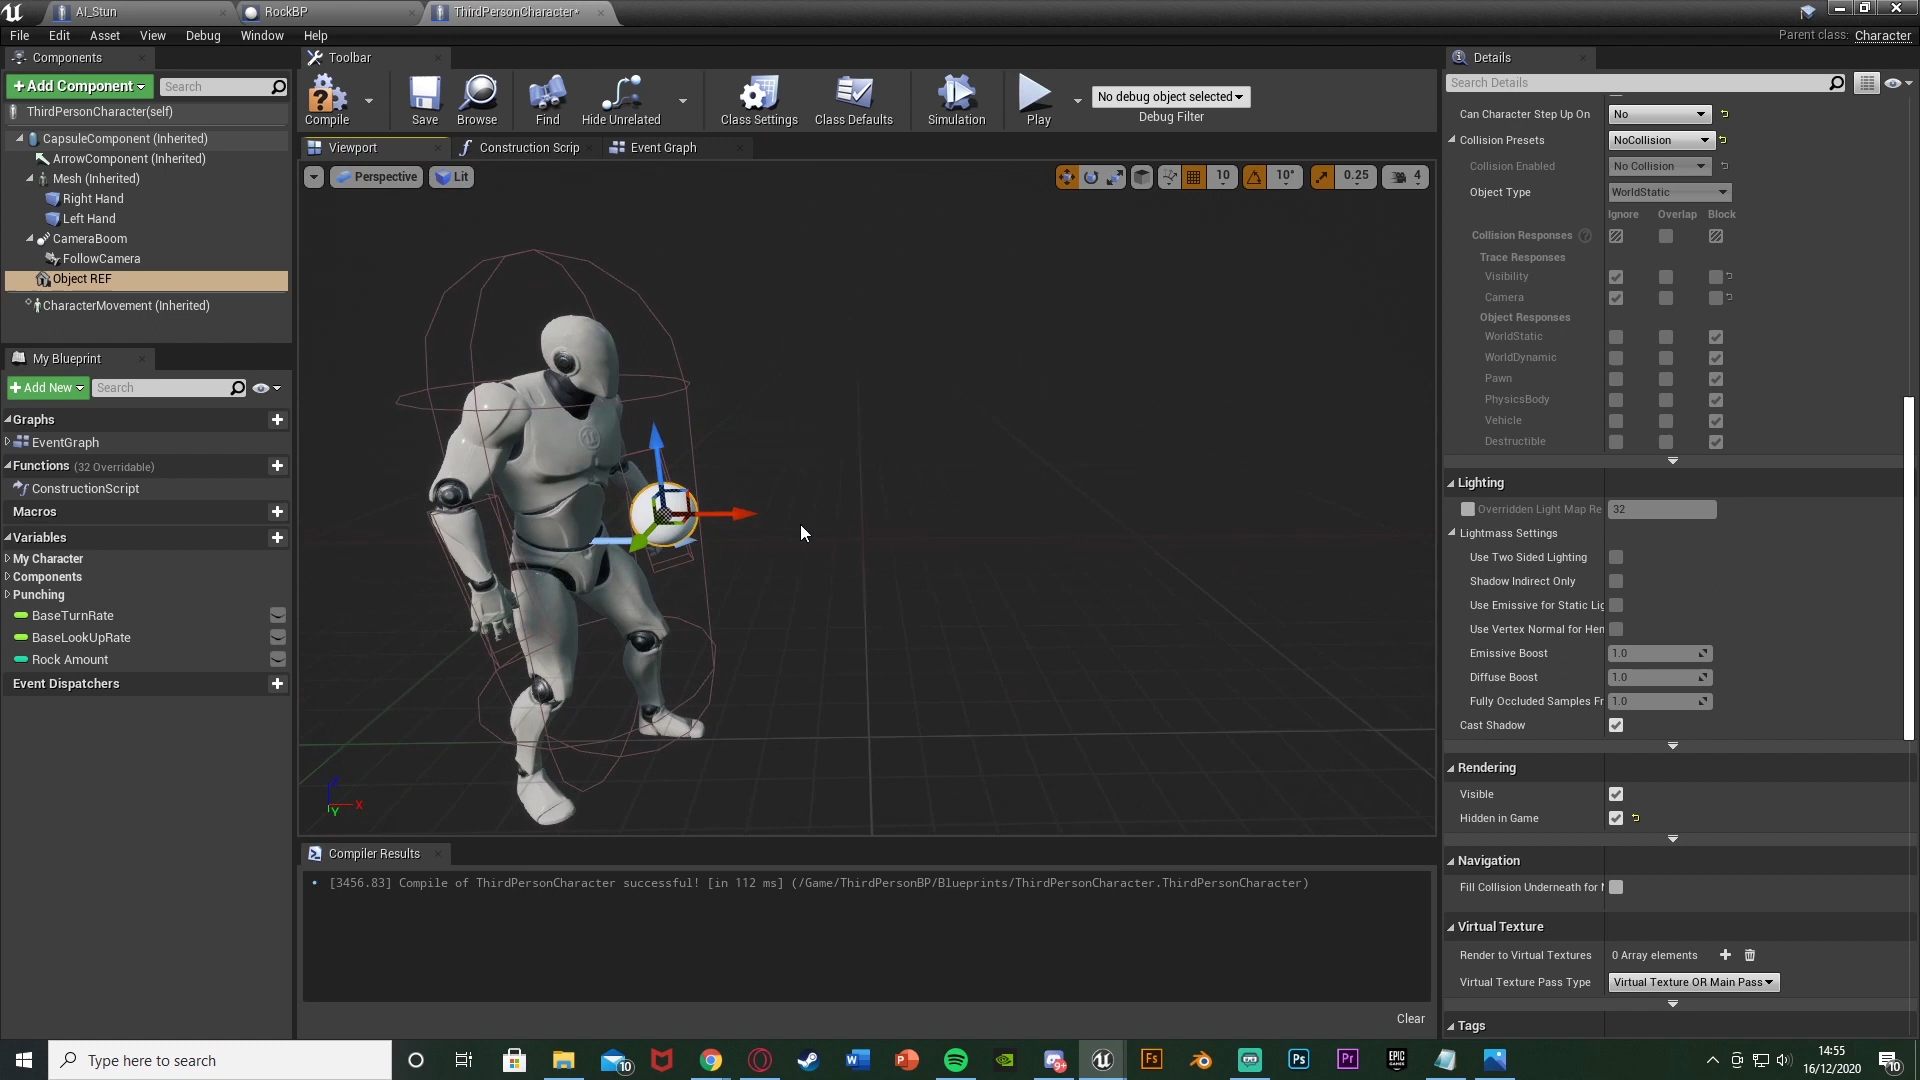 AI_Stun
RockBP
ThirdPersonCharacter*
File Edit Asset View Debug Window Help
Parent class: Character
Components
+ Add Component
Search
ThirdPersonCharacter(self)
CapsuleComponent (Inherited)
ArrowComponent (Inherited)
Mesh (Inherited)
Right Hand
Left Hand
CameraBoom
FollowCamera
Object REF
CharacterMovement (Inherited)
My Blueprint
+ Add New
Search
Graphs
EventGraph
Functions (32 Overridable)
ConstructionScript
Macros
Variables
My Character
Components
Punching
BaseTurnRate
BaseLookUpRate
Rock Amount
Event Dispatchers
Toolbar
Compile
Save
Browse
Find
Hide Unrelated
Class Settings
Class Defaults
Simulation
Play
No debug object selected
Debug Filter
Viewport
Construction Scrip
Event Graph
Perspective
Lit
10
10°
0.25
4
Z
X
Y
Compiler Results
[3456.83] Compile of ThirdPersonCharacter successful! [in 112 ms] (/Game/ThirdPersonBP/Blueprints/ThirdPersonCharacter.ThirdPersonCharacter)
Clear
Details
Search Details
Can Character Step Up On No
Collision Presets NoCollision
Collision Enabled No Collision
Object Type WorldStatic
Ignore Overlap Block
Collision Responses
Trace Responses
Visibility
Camera
Object Responses
WorldStatic
WorldDynamic
Pawn
PhysicsBody
Vehicle
Destructible
Lighting
Overridden Light Map Re 32
Lightmass Settings
Use Two Sided Lighting
Shadow Indirect Only
Use Emissive for Static Lig
Use Vertex Normal for Hem
Emissive Boost 1.0
Diffuse Boost 1.0
Fully Occluded Samples Fr 1.0
Cast Shadow
Rendering
Visible
Hidden in Game
Navigation
Fill Collision Underneath for N
Virtual Texture
Render to Virtual Textures 0 Array elements
Virtual Texture Pass Type Virtual Texture OR Main Pass
Tags
Type here to search
10
9+
Fs
Ps
Pr
EPIC GAMES
14:55
16/12/2020
10